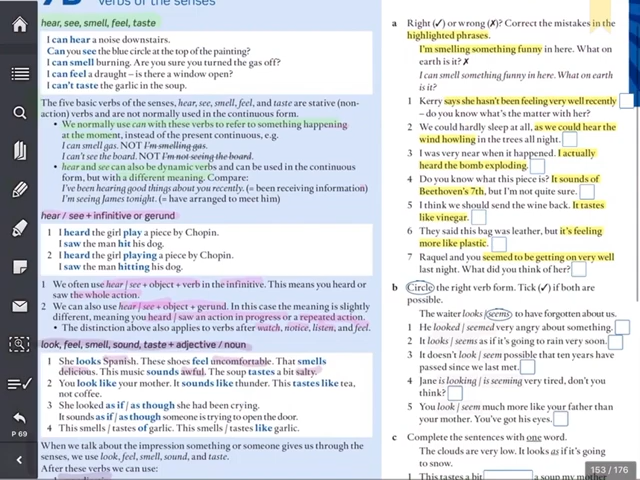 verbs of the senses
hear, see, smell, feel, taste
I can hear a noise downstairs.
Can you see the blue circle at the top of the painting?
I can smell burning. Are you sure you turned the gas off?
I can feel a draught – is there a window open?
I can't taste the garlic in the soup.
The five basic verbs of the senses, hear, see, smell, feel, and taste are stative (non-
action) verbs and are not normally used in the continuous form.
• We normally use can with these verbs to refer to something happening
at the moment, instead of the present continuous, e.g.
I can smell gas. NOT I'm smelling gas.
I can't see the board. NOT I'm not seeing the board.
• hear and see can also be dynamic verbs and can be used in the continuous
form, but with a different meaning. Compare:
I've been hearing good things about you recently. (= been receiving information)
I'm seeing James tonight. (= have arranged to meet him)
hear / see + infinitive or gerund
1 I heard the girl play a piece by Chopin.
I saw the man hit his dog.
2 I heard the girl playing a piece by Chopin.
I saw the man hitting his dog.
1 We often use hear / see + object + verb in the infinitive. This means you heard or
saw the whole action.
2 We can also use hear / see + object + gerund. In this case the meaning is slightly
different, meaning you heard / saw an action in progress or a repeated action.
• The distinction above also applies to verbs after watch, notice, listen, and feel.
look, feel, smell, sound, taste + adjective / noun
1 She looks Spanish. These shoes feel uncomfortable. That smells
delicious. This music sounds awful. The soup tastes a bit salty.
2 You look like your mother. It sounds like thunder. This tastes like tea,
not coffee.
3 She looked as if / as though she had been crying.
It sounds as if / as though someone is trying to open the door.
4 This smells / tastes of garlic. This smells / tastes like garlic.
When we talk about the impression something or someone gives us through the
senses, we use look, feel, smell, sound, and taste.
After these verbs we can use:
a Right (✓) or wrong (✗)? Correct the mistakes in the
highlighted phrases.
I'm smelling something funny in here. What on
earth is it? ✗
I can smell something funny in here. What on earth
is it?
1 Kerry says she hasn't been feeling very well recently
– do you know what's the matter with her?
2 We could hardly sleep at all, as we could hear the
wind howling in the trees all night.
3 I was very near when it happened. I actually
heard the bomb exploding.
4 Do you know what this piece is? It sounds of
Beethoven's 7th, but I'm not quite sure.
5 I think we should send the wine back. It tastes
like vinegar.
6 They said this bag was leather, but it's feeling
more like plastic.
7 Raquel and you seemed to be getting on very well
last night. What did you think of her?
b Circle the right verb form. Tick (✓) if both are
possible.
The waiter looks / seems to have forgotten about us.
1 He looked / seemed very angry about something.
2 It looks / seems as if it's going to rain very soon.
3 It doesn't look / seem possible that ten years have
passed since we last met.
4 Jane is looking / is seeming very tired, don't you
think?
5 You look / seem much more like your father than
your mother. You've got his eyes.
c Complete the sentences with one word.
The clouds are very low. It looks as if it's going
to snow.
1 This tastes a bit a soup my mother
P 69
153 / 176